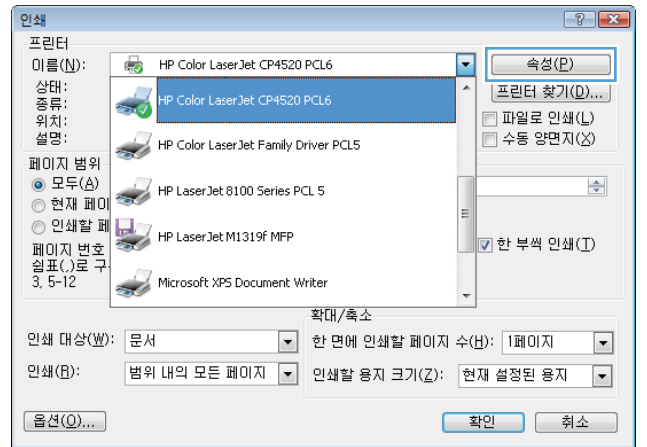 인쇄
프린터
이름(N): HP Color LaserJet CP4520 PCL6 속성(P)
상태:
종류:
위치:
설명:
HP Color LaserJet CP4520 PCL6
HP Color LaserJet Family Driver PCL5
HP LaserJet 8100 Series PCL 5
HP LaserJet M1319f MFP
Microsoft XPS Document Writer
프린터 찾기(D)...
파일로 인쇄(L)
수동 양면지(X)
페이지 범위
모두(A)
현재 페이
인쇄할 페
페이지 번호
쉼표(,)로 구
3, 5-12
한 부씩 인쇄(T)
인쇄 대상(W): 문서
인쇄(R): 범위 내의 모든 페이지
확대/축소
한 면에 인쇄할 페이지 수(H): 1페이지
인쇄할 용지 크기(Z): 현재 설정된 용지
옵션(O)... 확인 취소